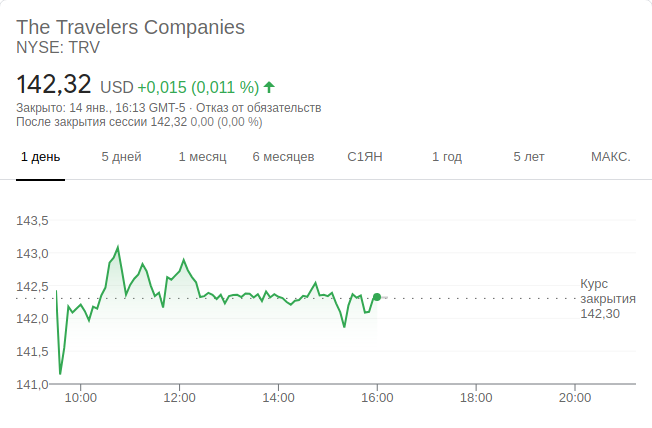 The Travelers Companies
NYSE: TRV
142,32 USD +0,015 (0,011 %)
Закрыто: 14 янв., 16:13 GMT-5 · Отказ от обязательств
После закрытия сессии 142,32 0,00 (0,00 %)
1 день 5 дней 1 месяц 6 месяцев С1ЯН 1 год 5 лет МАКС.
143,5
143,0
142,5
142,0
141,5
141,0
Курс
закрытия
142,30
10:00 12:00 14:00 16:00 18:00 20:00